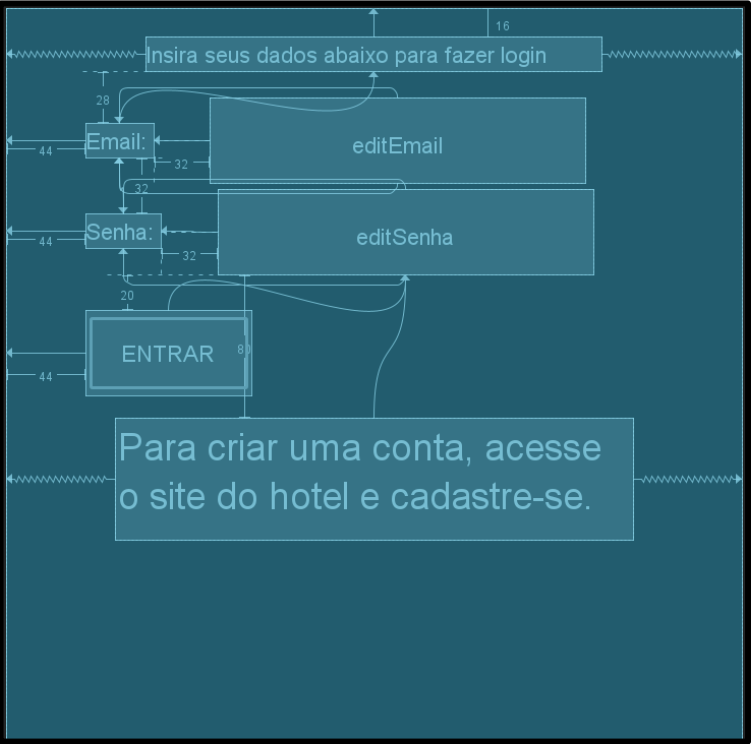 16
Insira seus dados abaixo para fazer login
28
Email:
editEmail
44
32
32
Senha:
editSenha
44
32
20
ENTRAR
80
44
Para criar uma conta, acesse
o site do hotel e cadastre-se.